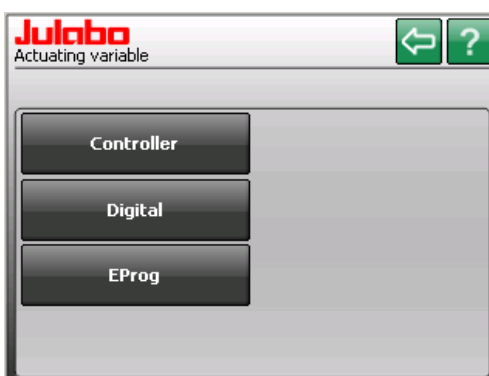 Julabo
Actuating variable
?
Controller
Digital
EProg